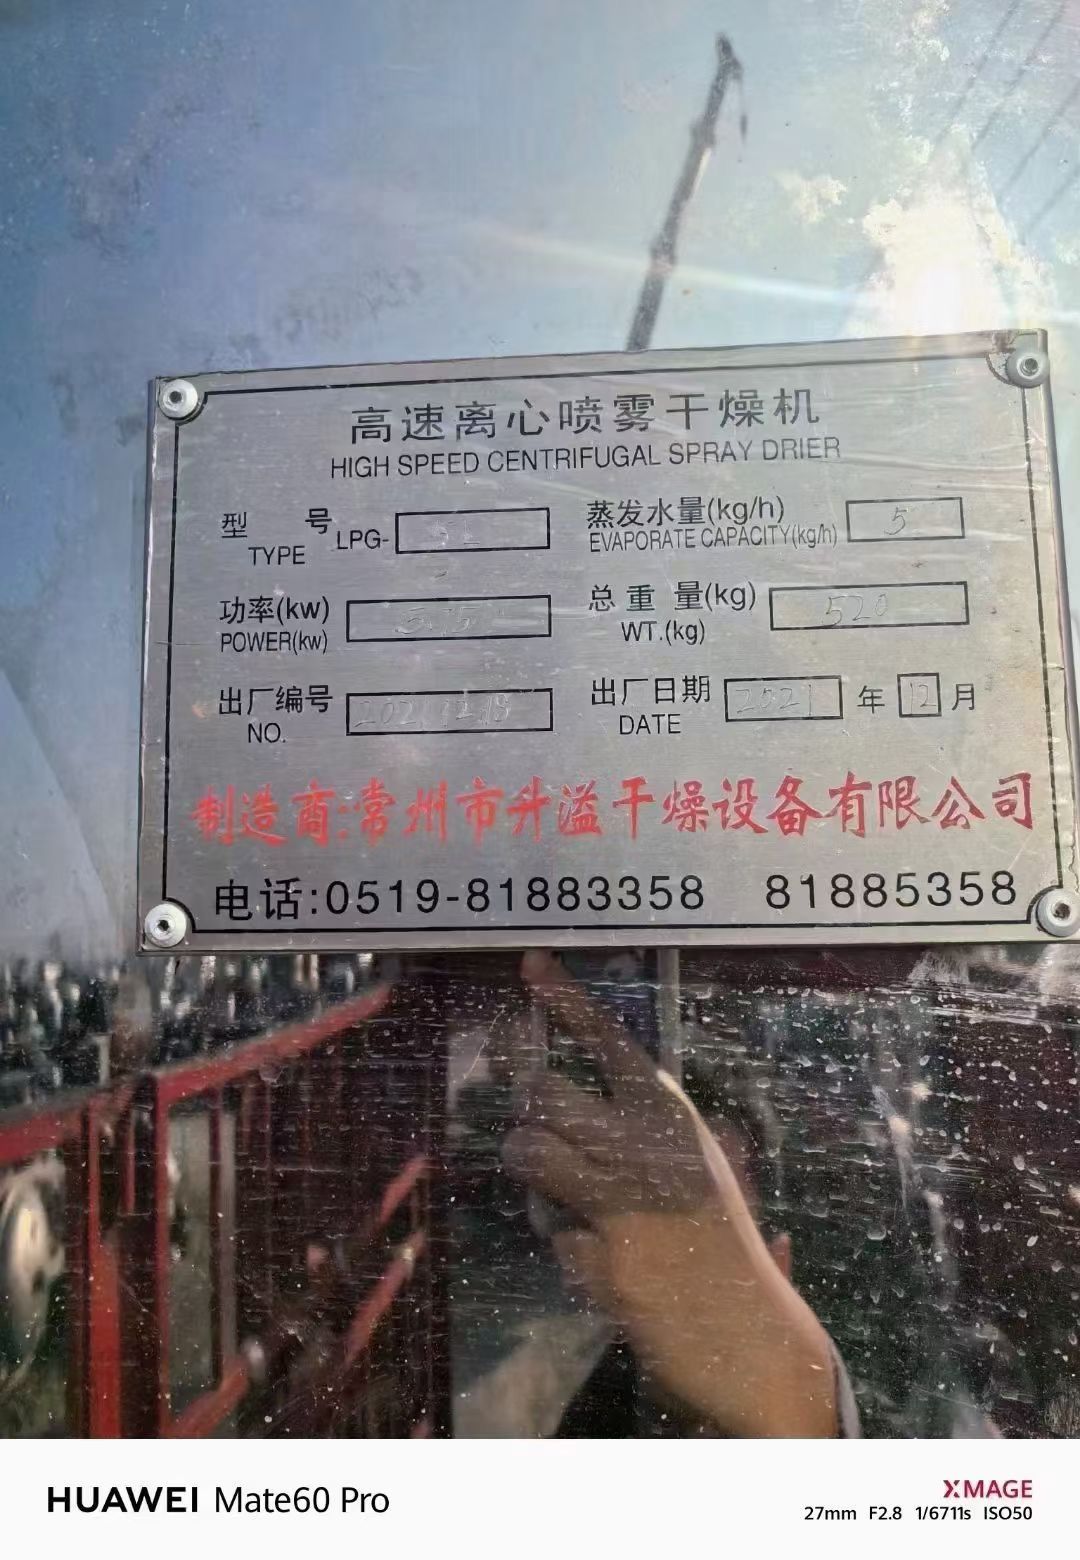 高速离心喷雾干燥机
HIGH SPEED CENTRIFUGAL SPRAY DRIER
型 号 LPG- 5L 蒸发水量(kg/h) 5
TYPE EVAPORATE CAPACITY(kg/h)
功率(kw) 总重量(kg) 520
POWER(kw) WT.(kg)
出厂编号 出厂日期 2021 年 12 月
NO. DATE
制造商:常州市升溢干燥设备有限公司
电话:0519-81883358 81885358
HUAWEI Mate60 Pro
XMAGE
27mm F2.8 1/6711s ISO50